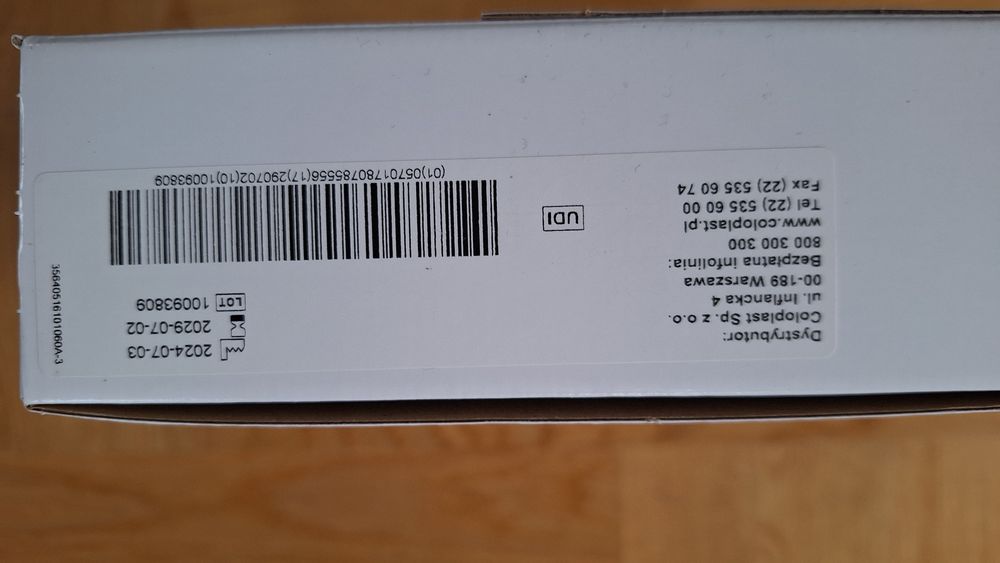 Dystrybutor:
Coloplast Sp. z o.o.
ul. Inflancka 4
00-189 Warszawa
Bezpłatna infolinia:
800 300 300
www.coloplast.pl
Tel (22) 535 60 00
Fax (22) 535 60 74
UDI
2024-07-03
2029-07-02
LOT 10093809
(01)05701780785556(17)290702(10)10093809
35640516101060A-3